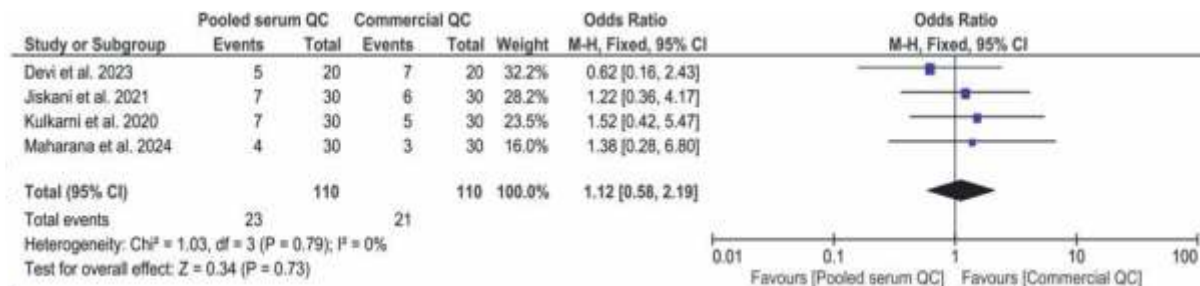 Pooled serum QC Commercial QC Odds Ratio Odds Ratio
Study or Subgroup Events Total Events Total Weight M-H, Fixed, 95% CI M-H, Fixed, 95% CI
Devi et al. 2023 5 20 7 20 32.2% 0.62 [0.16, 2.43]
Jiskani et al. 2021 7 30 6 30 28.2% 1.22 [0.36, 4.17]
Kulkarni et al. 2020 7 30 5 30 23.5% 1.52 [0.42, 5.47]
Maharana et al. 2024 4 30 3 30 16.0% 1.38 [0.28, 6.80]
Total (95% CI) 110 110 100.0% 1.12 [0.58, 2.19]
Total events 23 21
Heterogeneity: Chi² = 1.03, df = 3 (P = 0.79); I² = 0%
Test for overall effect: Z = 0.34 (P = 0.73)
0.01 0.1 1 10 100
Favours [Pooled serum QC] Favours [Commercial QC]